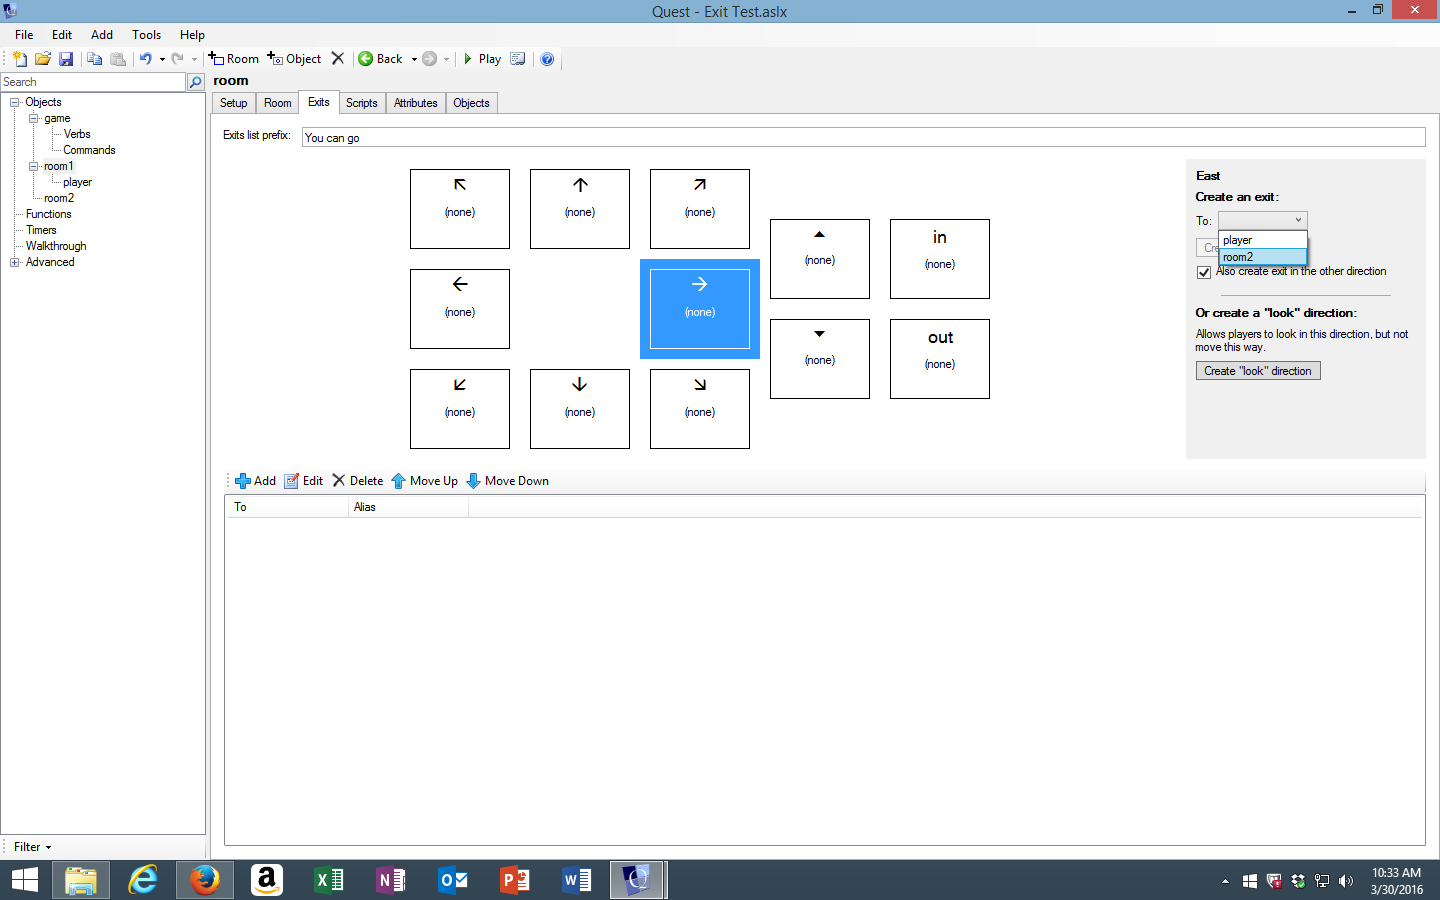 Quest - Exit Test.aslx
File Edit Add Tools Help
Room Object Back Play
Search
Objects
game
Verbs
Commands
room1
player
room2
Functions
Timers
Walkthrough
Advanced
Filter
room
Setup Room Exits Scripts Attributes Objects
Exits list prefix: You can go
(none) (none) (none)
(none) in
(none)
(none) (none)
(none) out
(none)
(none) (none) (none)
East
Create an exit:
To:
player
room2
Cre
Also create exit in the other direction
Or create a "look" direction:
Allows players to look in this direction, but not
move this way.
Create "look" direction
Add Edit Delete Move Up Move Down
To Alias
10:33 AM
3/30/2016